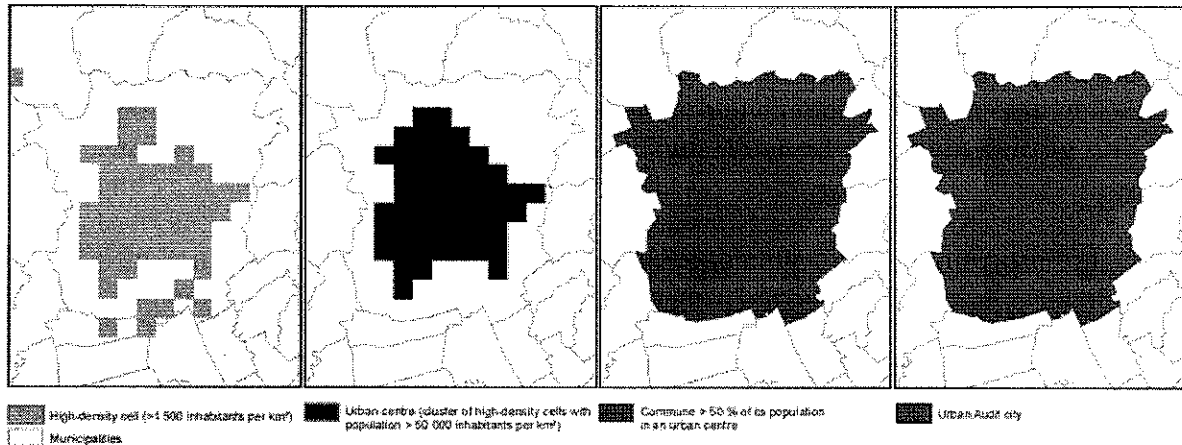 High-density cell (>1 500 inhabitants per km²)
Municipalities
Urban centre (cluster of high-density cells with
population > 50 000 inhabitants per km²)
Commune > 50 % of its population
in an urban centre
Urban Audit city